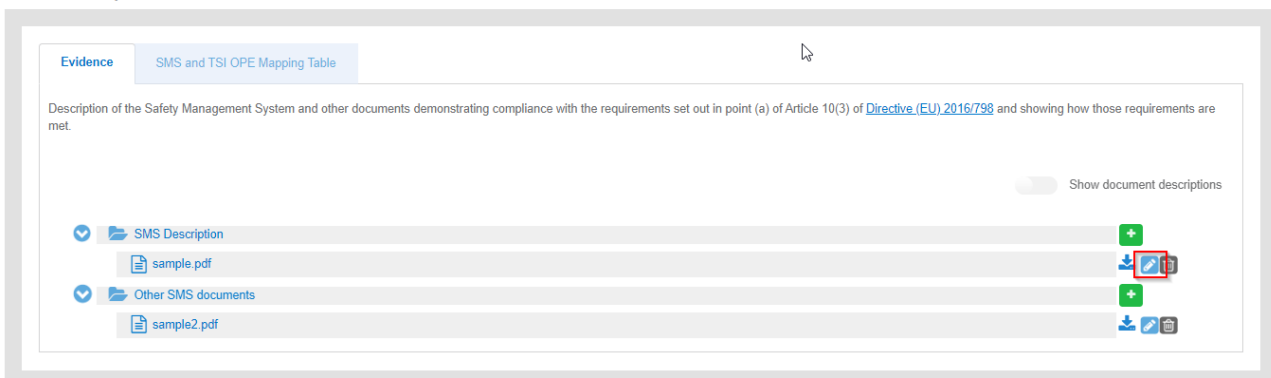 Evidence
SMS and TSI OPE Mapping Table
Description of the Safety Management System and other documents demonstrating compliance with the requirements set out in point (a) of Article 10(3) of Directive (EU) 2016/798 and showing how those requirements are
met.
Show document descriptions
SMS Description
sample.pdf
Other SMS documents
sample2.pdf